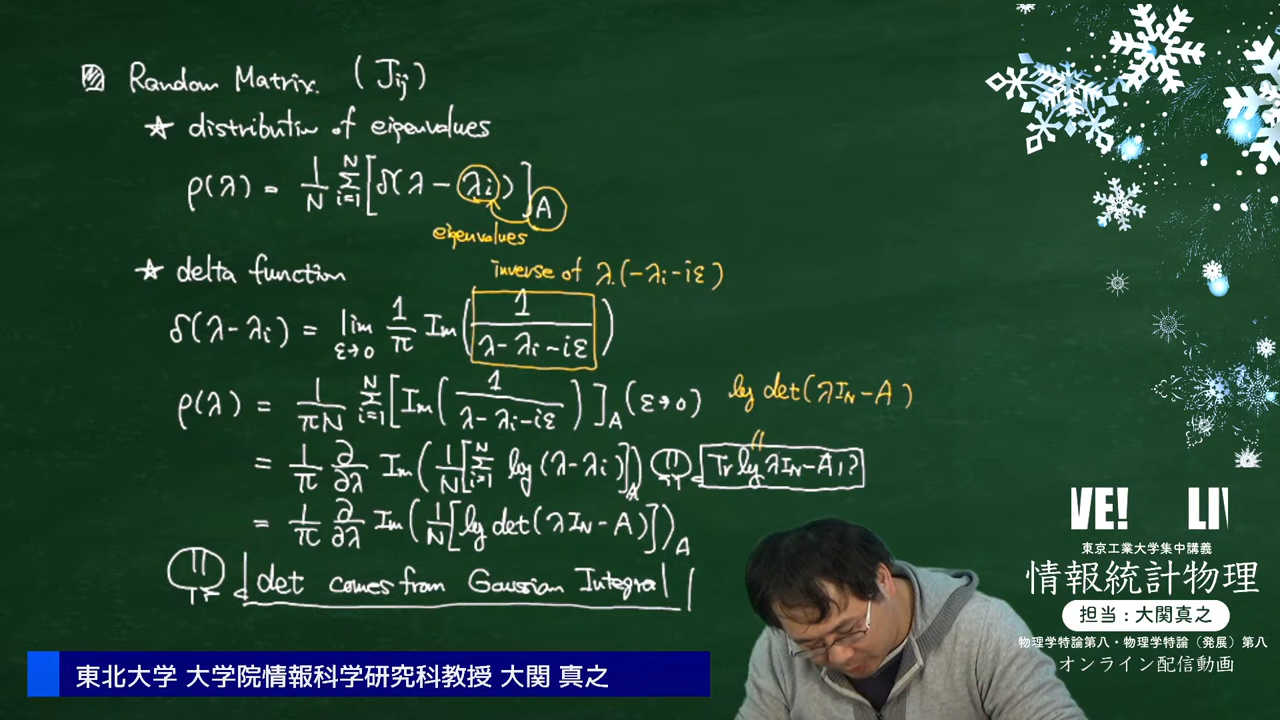 Random Matrix. (Jij)
★ distribution of eigenvalues
ρ(λ) = 1/N Σ_{i=1}^{N} [δ(λ - λi)]_A
eigenvalues
★ delta function
inverse of λ.(-λi-iε)
δ(λ-λi) = lim_{ε→0} 1/π Im(1/(λ-λi-iε))
ρ(λ) = 1/(πN) Σ_{i=1}^{N} [Im(1/(λ-λi-iε))]_A (ε→0)
log det(λI_N-A)
= 1/π ∂/∂λ Im(1/N[Σ_{i=1}^{N} log(λ-λi)])_A
Tr log λI_N-A, ?
= 1/π ∂/∂λ Im(1/N[log det(λI_N-A)])_A
det comes from Gaussian Integral
東北大学 大学院情報科学研究科教授 大関 真之
VE! LI
東京工業大学集中講義
情報統計物理
担当：大関真之
物理学特論第八・物理学特論（発展）第八
オンライン配信動画